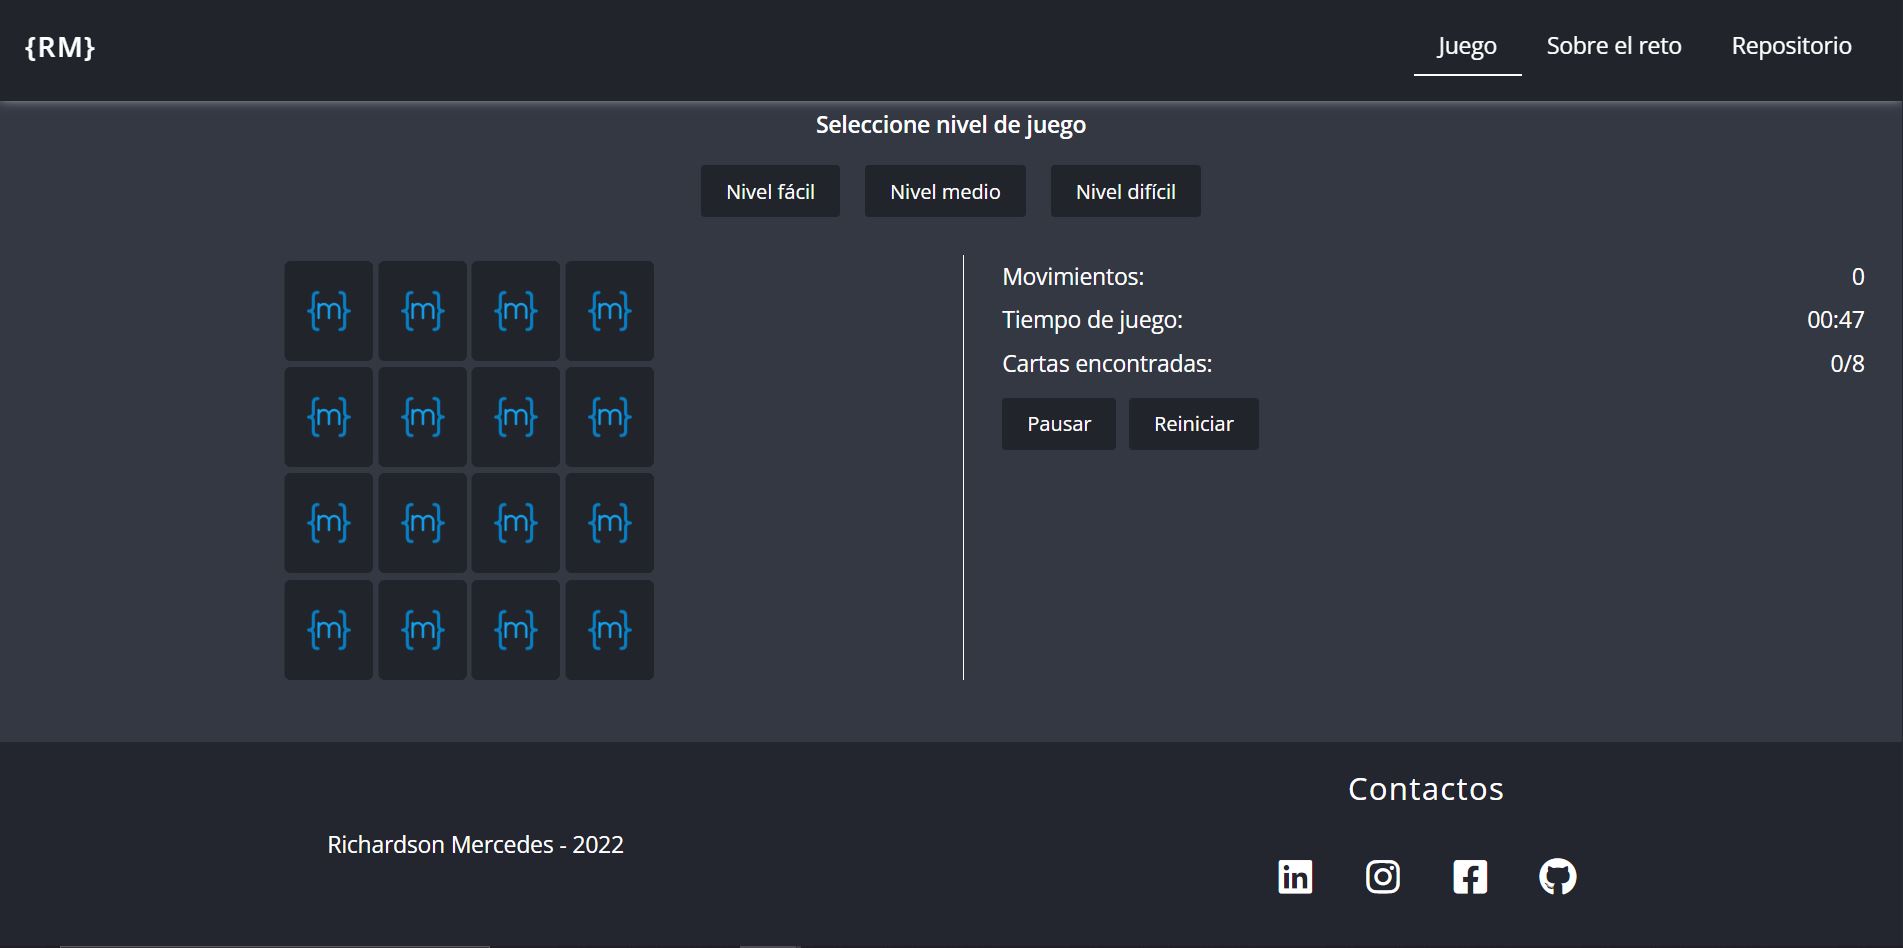 {RM}
Juego Sobre el reto Repositorio
Seleccione nivel de juego
Nivel fácil Nivel medio Nivel difícil
{m} {m} {m} {m}
{m} {m} {m} {m}
{m} {m} {m} {m}
{m} {m} {m} {m}
Movimientos: 0
Tiempo de juego: 00:47
Cartas encontradas: 0/8
Pausar Reiniciar
Richardson Mercedes - 2022
Contactos
in